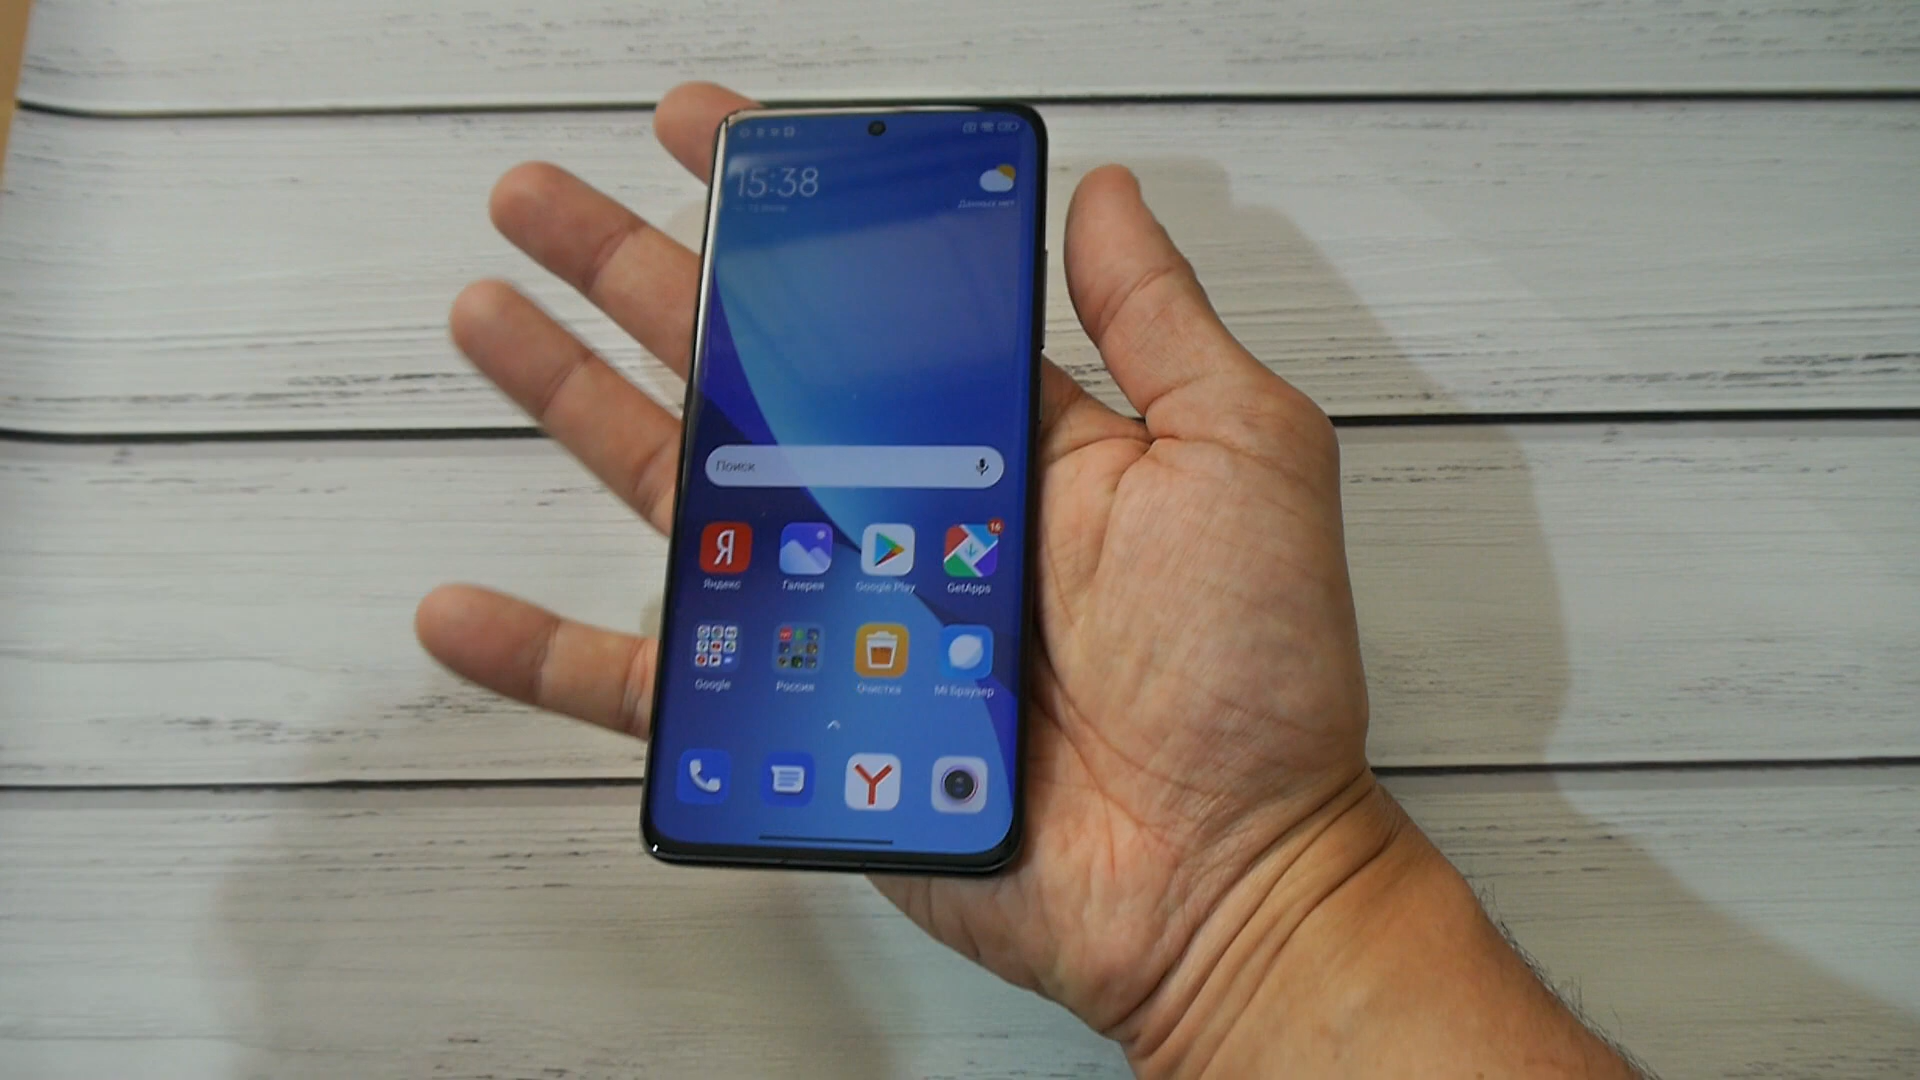 15:38
Данных нет
Поиск
Я
16
Яндекс
Галерея
Google Play
GetApps
Google
Россия
Очистка
Mi Браузер
Y